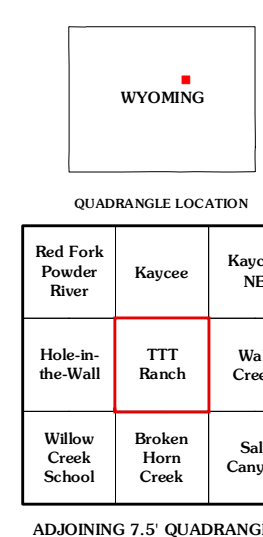 WYOMING
QUADRANGLE LOCATION
Red Fork
Powder
River
Kaycee
NE
Hole-in-
the-Wall
TTT
Ranch
Willow
Creek
School
Broken
Horn
Creek
ADJOINING 7.5'